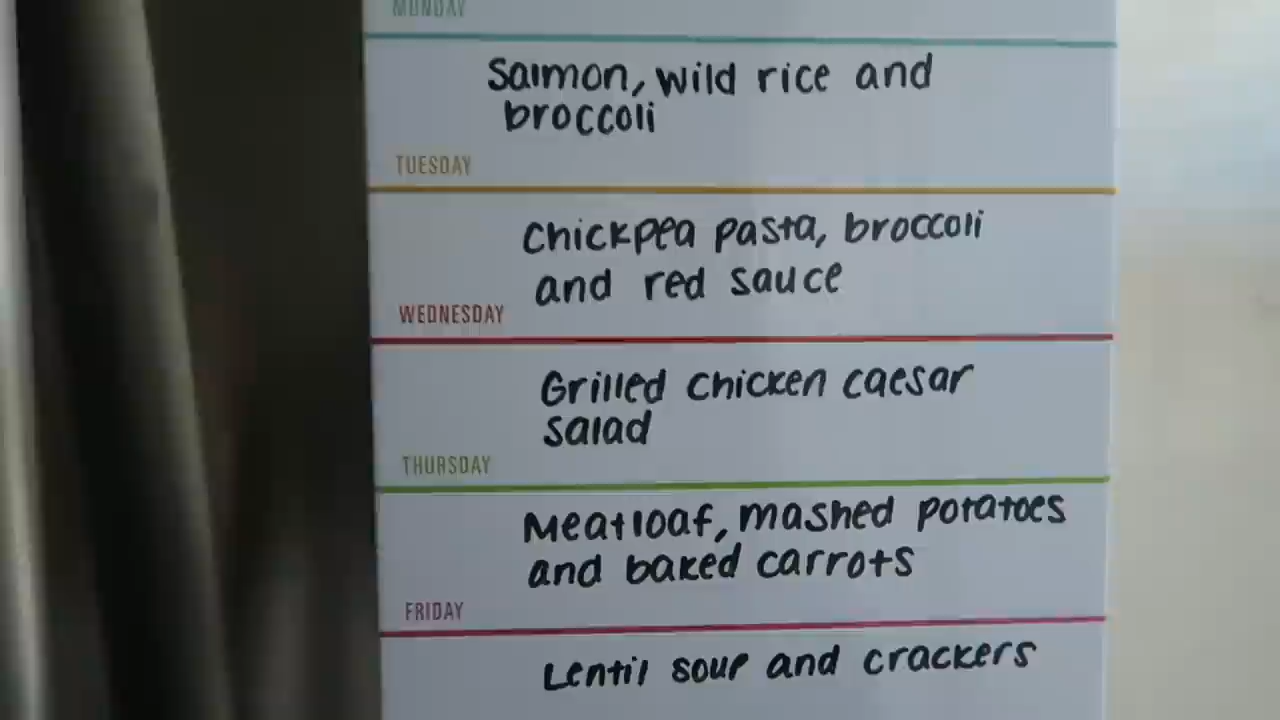 MONDAY
Salmon, wild rice and
broccoli
TUESDAY
Chickpea pasta, broccoli
and red sauce
WEDNESDAY
Grilled chicken caesar
salad
THURSDAY
Meatloaf, mashed potatoes
and baked carrots
FRIDAY
Lentil soup and crackers